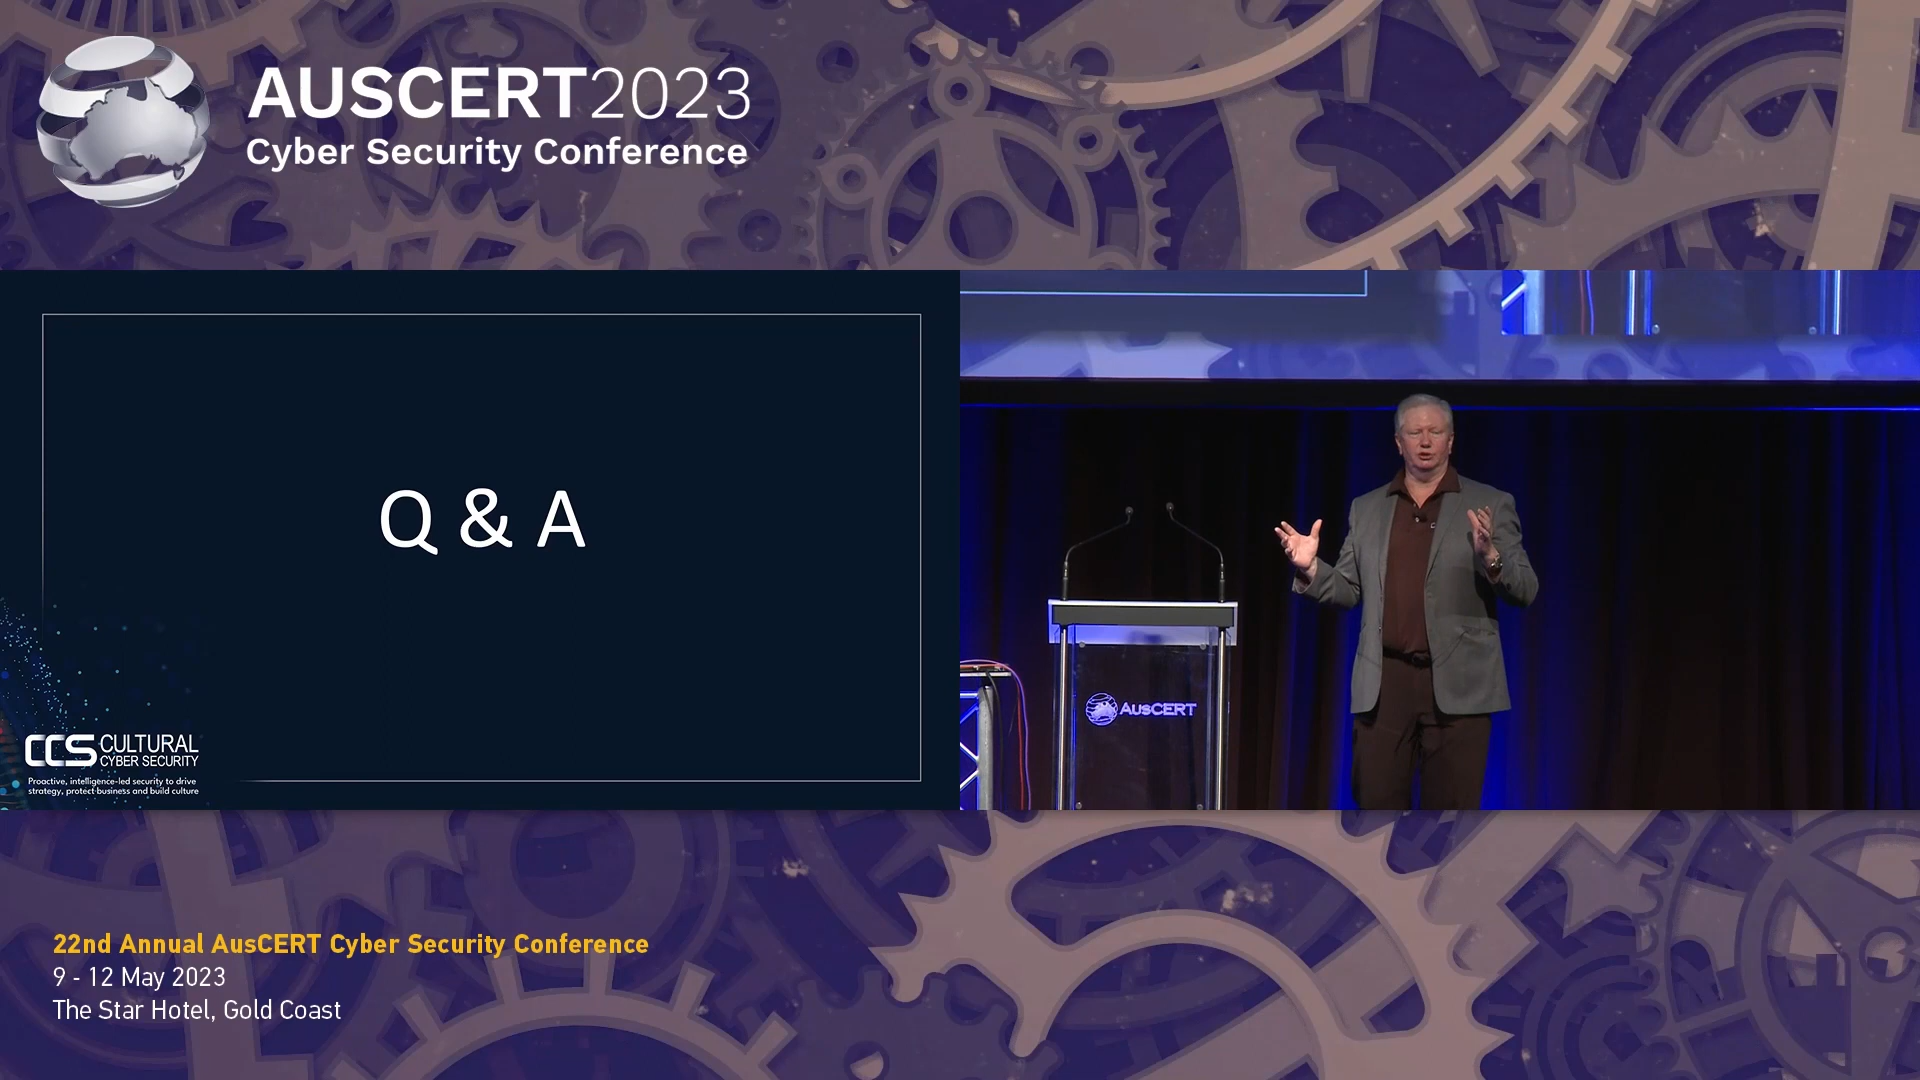 AUSCERT2023
Cyber Security Conference
Q & A
CCS CULTURAL
CYBER SECURITY
Proactive, intelligence-led security to drive
strategy, protect business and build culture
AusCERT
22nd Annual AusCERT Cyber Security Conference
9 - 12 May 2023
The Star Hotel, Gold Coast